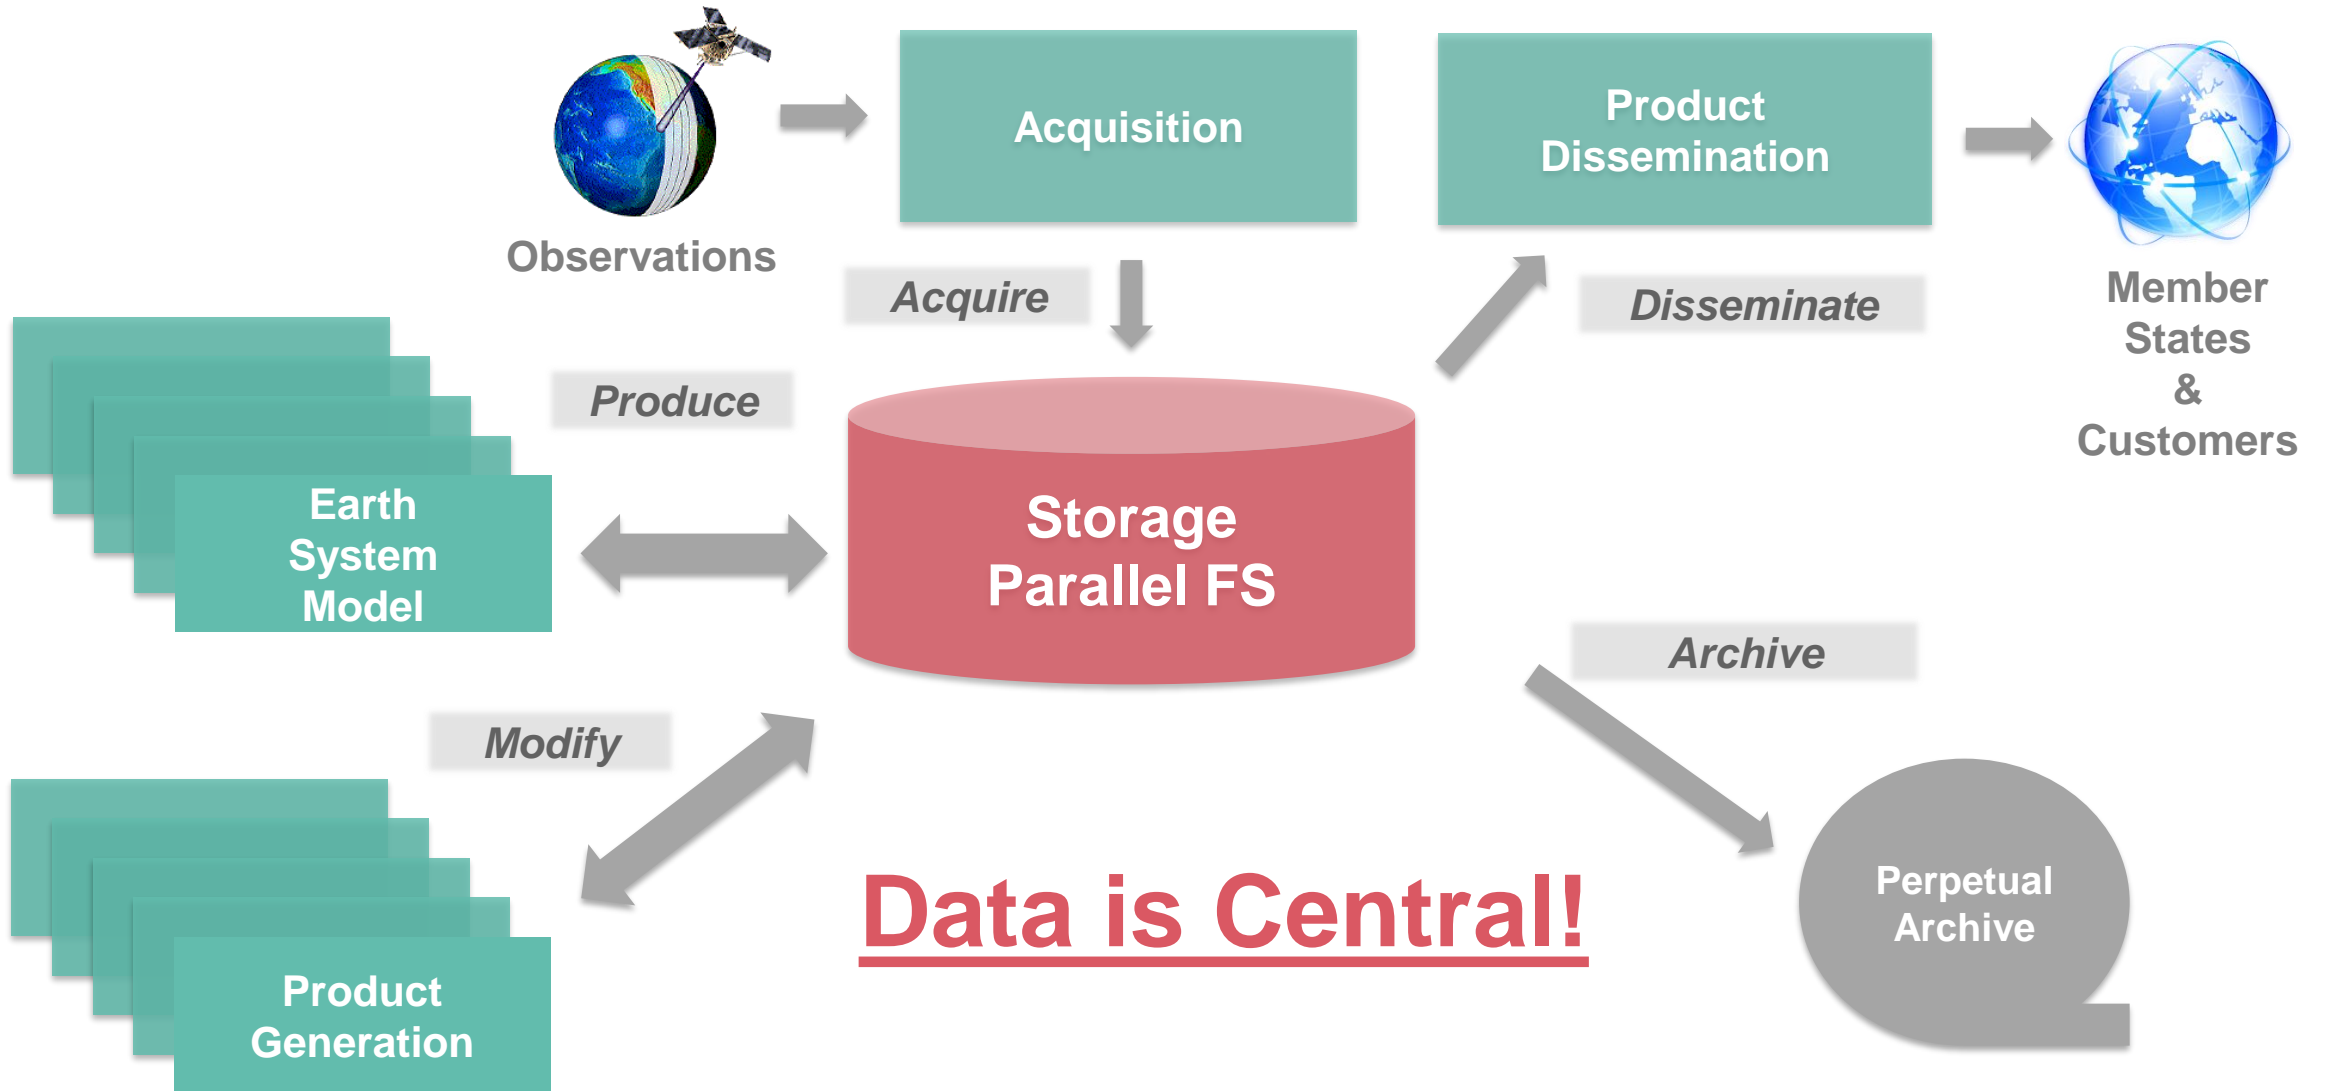 Acquisition
Product
Dissemination
Observations
Acquire
Disseminate
Member
States
&
Customers
Produce
Earth
System
Model
Storage
Parallel FS
Archive
Modify
Perpetual
Archive
Data is Central!
Product
Generation